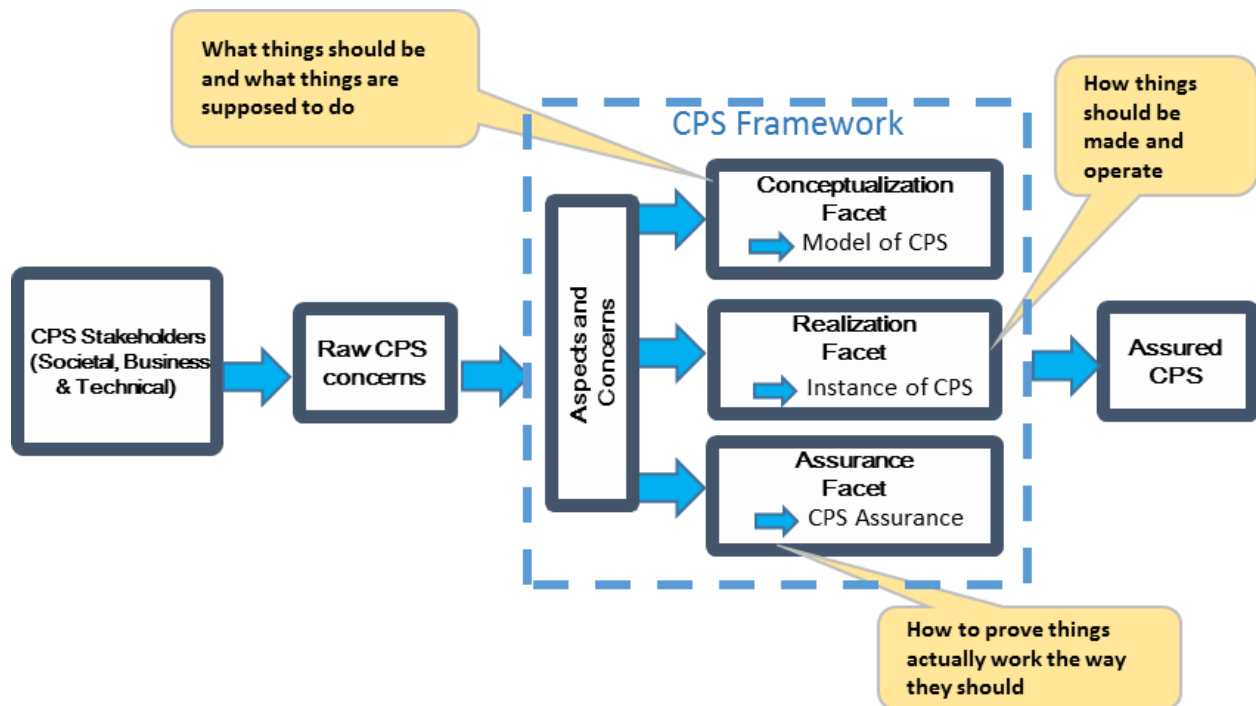 What things should be
and what things are
supposed to do
How things
should be
made and
operate
CPS Framework
CPS Stakeholders
(Societal, Business
& Technical)
Raw CPS
concerns
Aspects and
Concerns
Conceptualization
Facet
Model of CPS
Realization
Facet
Instance of CPS
Assurance
Facet
CPS Assurance
Assured
CPS
How to prove things
actually work the way
they should